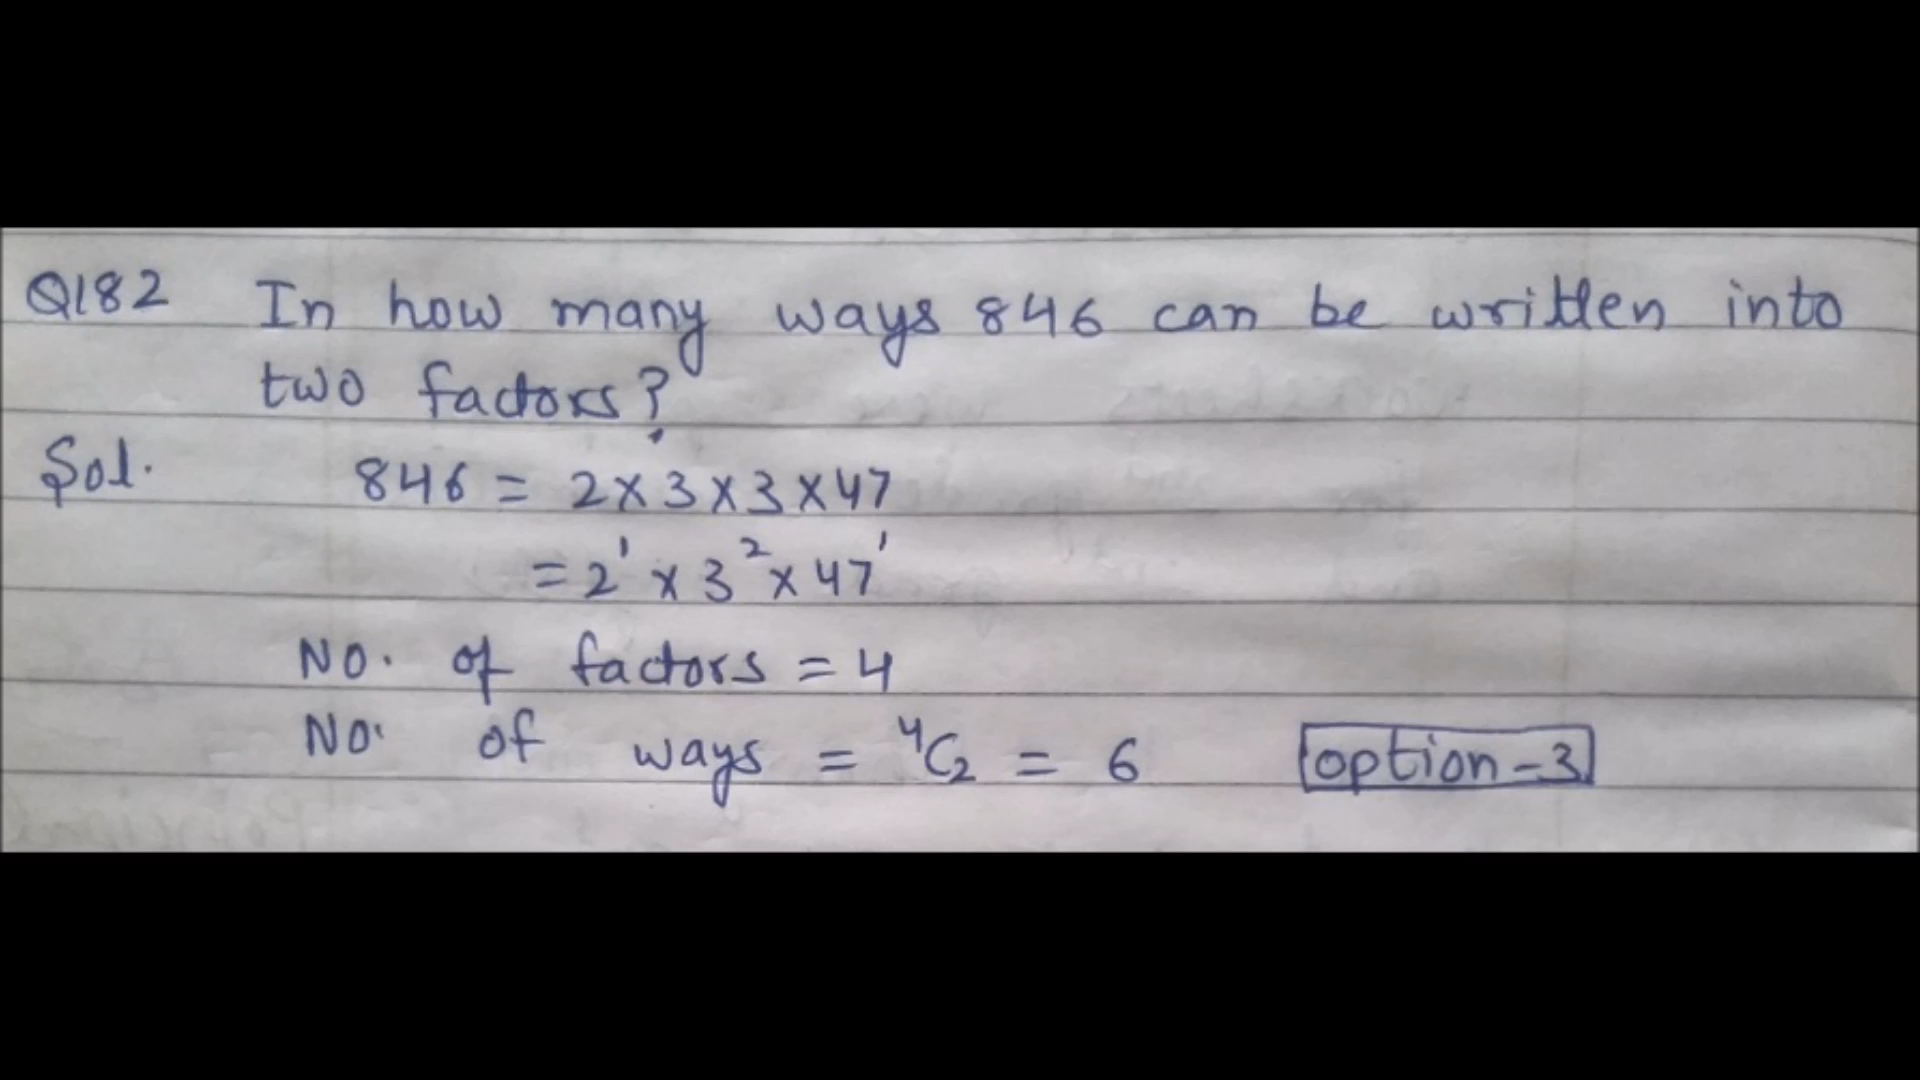 Q182 In how many ways 846 can be written into
two factors?
Sol. 846 = 2×3×3×47
= 2¹ × 3² × 47¹
No. of factors = 4
No. of ways = ⁴C₂ = 6 option-3